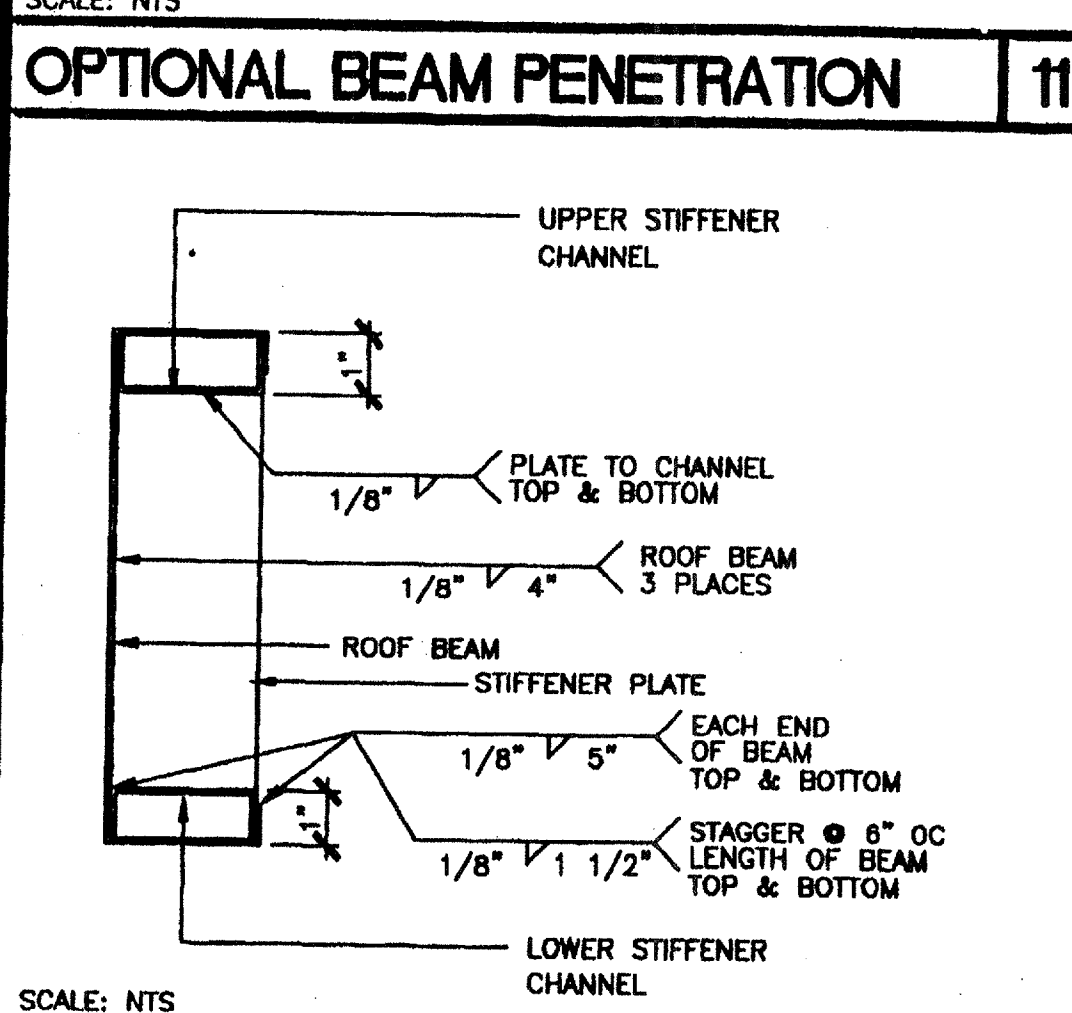 SCALE: NTS
OPTIONAL BEAM PENETRATION
11
UPPER STIFFENER
CHANNEL
1"
PLATE TO CHANNEL
TOP & BOTTOM
1/8"
ROOF BEAM
3 PLACES
1/8" 4"
ROOF BEAM
STIFFENER PLATE
EACH END
OF BEAM
TOP & BOTTOM
1/8" 5"
1"
STAGGER @ 6" OC
LENGTH OF BEAM
TOP & BOTTOM
1/8" 1 1/2"
LOWER STIFFENER
CHANNEL
SCALE: NTS